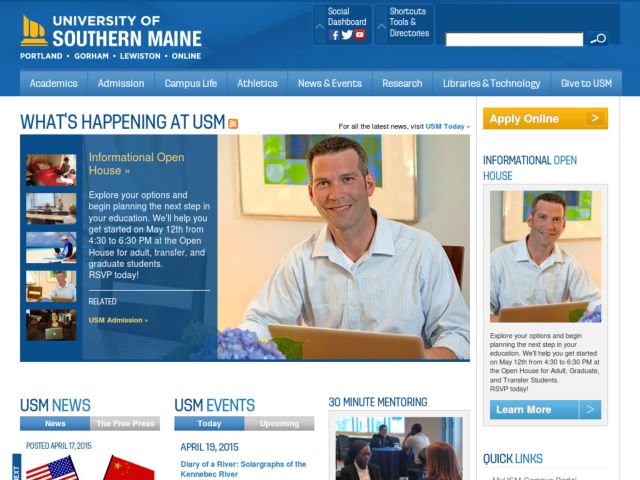 UNIVERSITY OF
SOUTHERN MAINE
PORTLAND • GORHAM • LEWISTON • ONLINE
Social
Dashboard
Shortcuts
Tools &
Directories
Academics Admission Campus Life Athletics News & Events Research Libraries & Technology Give to USM
WHAT'S HAPPENING AT USM
For all the latest news, visit USM Today »
Informational Open
House »
Explore your options and
begin planning the next step in
your education. We'll help you
get started on May 12th from
4:30 to 6:30 PM at the Open
House for adult, transfer, and
graduate students.
RSVP today!
RELATED
USM Admission »
Apply Online >
INFORMATIONAL OPEN
HOUSE
Explore your options and begin
planning the next step in your
education. We'll help you get started
on May 12th from 4:30 to 6:30 PM at
the Open House for Adult, Graduate,
and Transfer Students.
RSVP today!
Learn More >
QUICK LINKS
MyUSM Campus Portal
USM NEWS
News The Free Press
POSTED APRIL 17, 2015
NEXT
USM EVENTS
Today Upcoming
APRIL 19, 2015
Diary of a River: Solargraphs of the
Kennebec River
30 MINUTE MENTORING